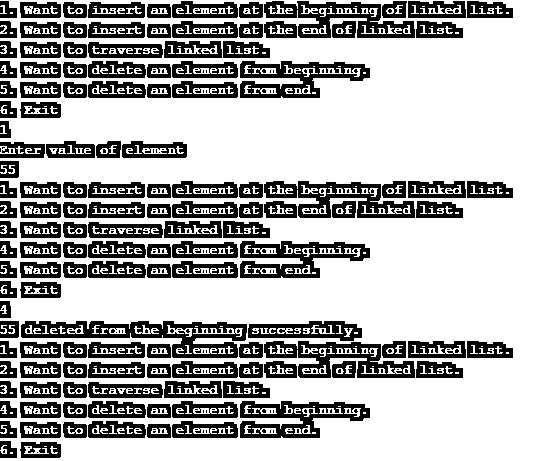 1. Want to insert an element at the beginning of linked list.
2. Want to insert an element at the end of linked list.
3. Want to traverse linked list.
4. Want to delete an element from beginning.
5. Want to delete an element from end.
6. Exit
1
Enter value of element
55
1. Want to insert an element at the beginning of linked list.
2. Want to insert an element at the end of linked list.
3. Want to traverse linked list.
4. Want to delete an element from beginning.
5. Want to delete an element from end.
6. Exit
4
55 deleted from the beginning successfully.
1. Want to insert an element at the beginning of linked list.
2. Want to insert an element at the end of linked list.
3. Want to traverse linked list.
4. Want to delete an element from beginning.
5. Want to delete an element from end.
6. Exit